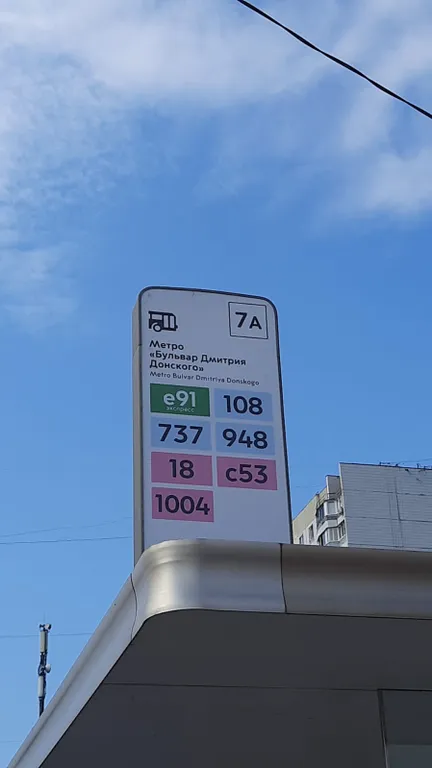 7А
Метро
«Бульвар Дмитрия
Донского»
Metro Bulvar Dmitriya Donskogo
е91
экспресс
108
737
948
18
с53
1004